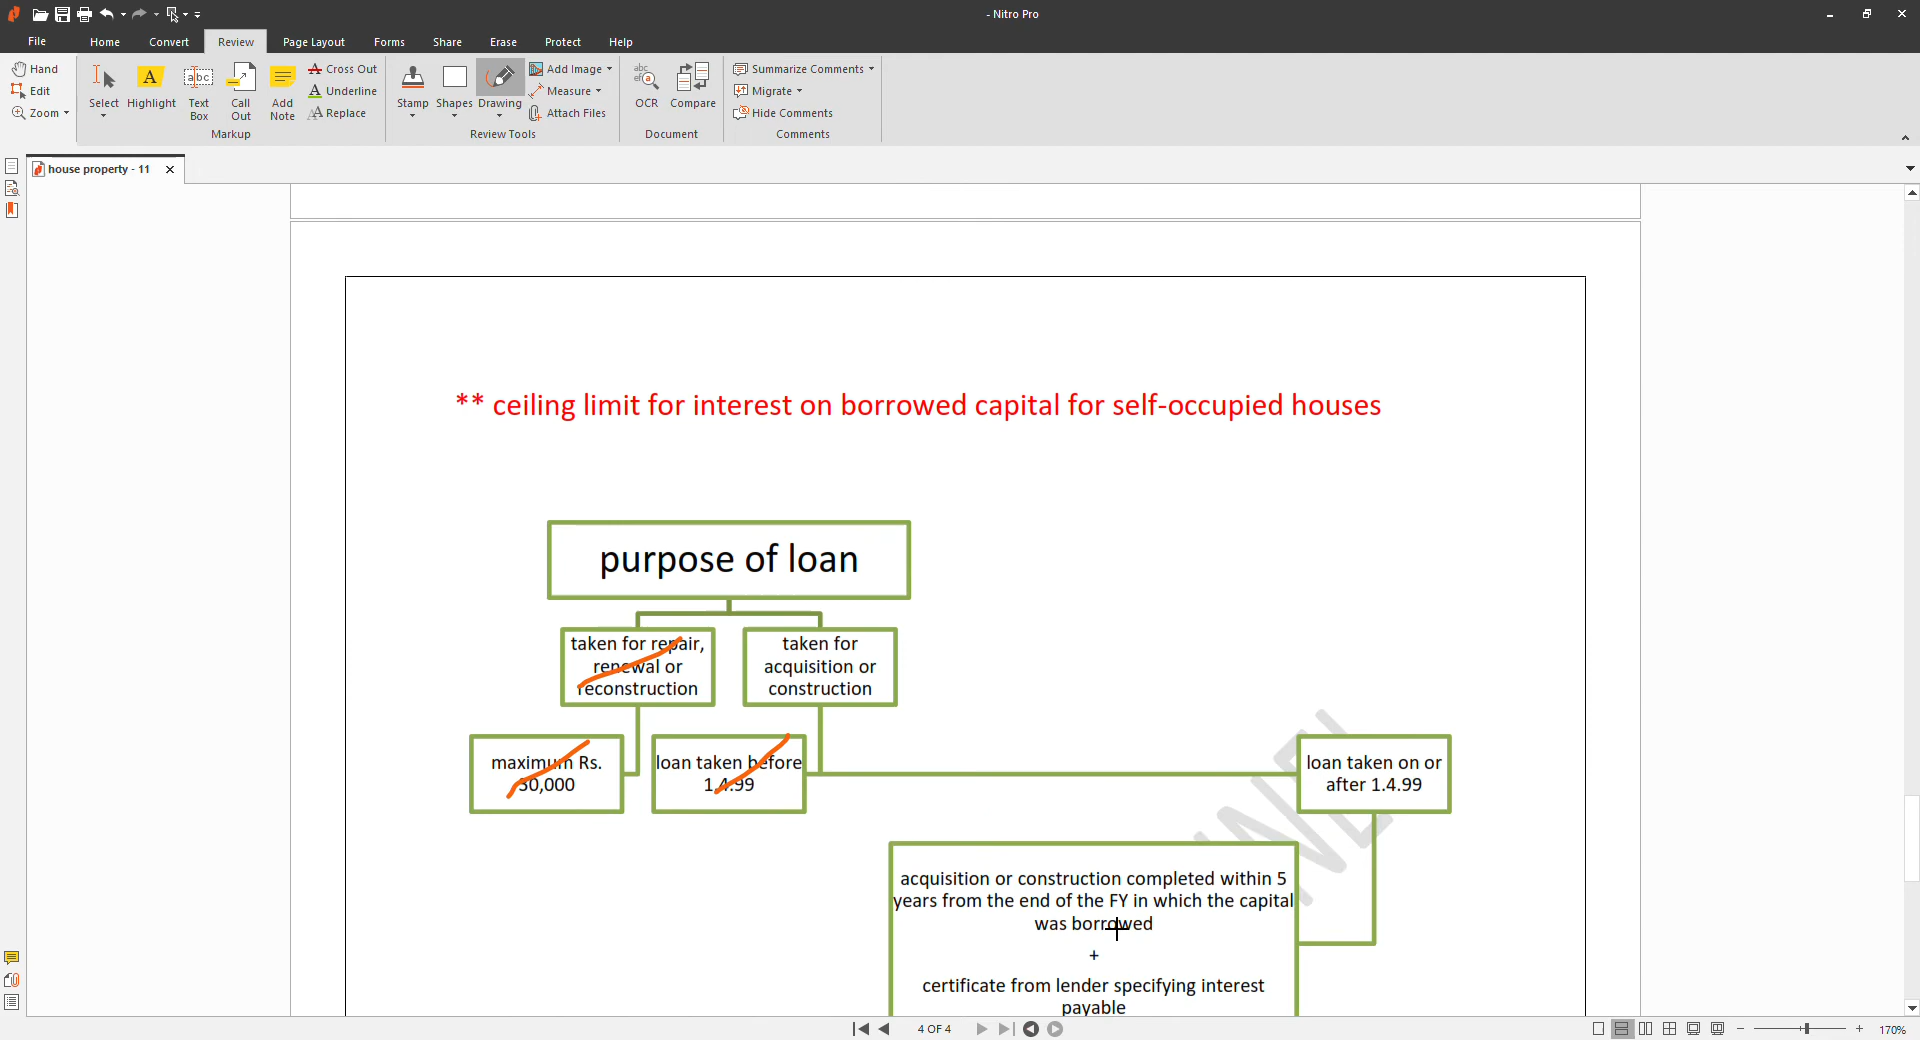 - Nitro Pro
File Home Convert Review Page Layout Forms Share Erase Protect Help
Hand
Edit
Zoom
Select
Highlight
Text
Box
Call
Out
Add
Note
Cross Out
Underline
Replace
Markup
Stamp
Shapes
Drawing
Add Image
Measure
Attach Files
Review Tools
OCR
Compare
Document
Summarize Comments
Migrate
Hide Comments
Comments
house property - 11
** ceiling limit for interest on borrowed capital for self-occupied houses
purpose of loan
taken for repair,
renewal or
reconstruction
taken for
acquisition or
construction
maximum Rs.
30,000
loan taken before
1.4.99
loan taken on or
after 1.4.99
acquisition or construction completed within 5
years from the end of the FY in which the capital
was borrowed
+
certificate from lender specifying interest
payable
4 OF 4
170%